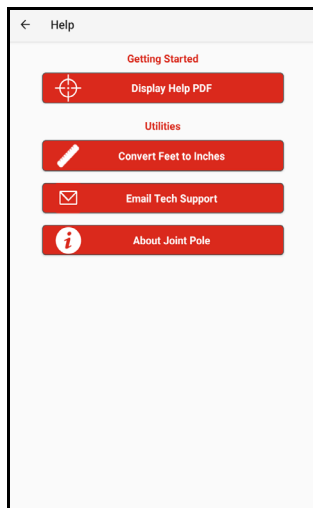 Help
Getting Started
Display Help PDF
Utilities
Convert Feet to Inches
Email Tech Support
i
About Joint Pole